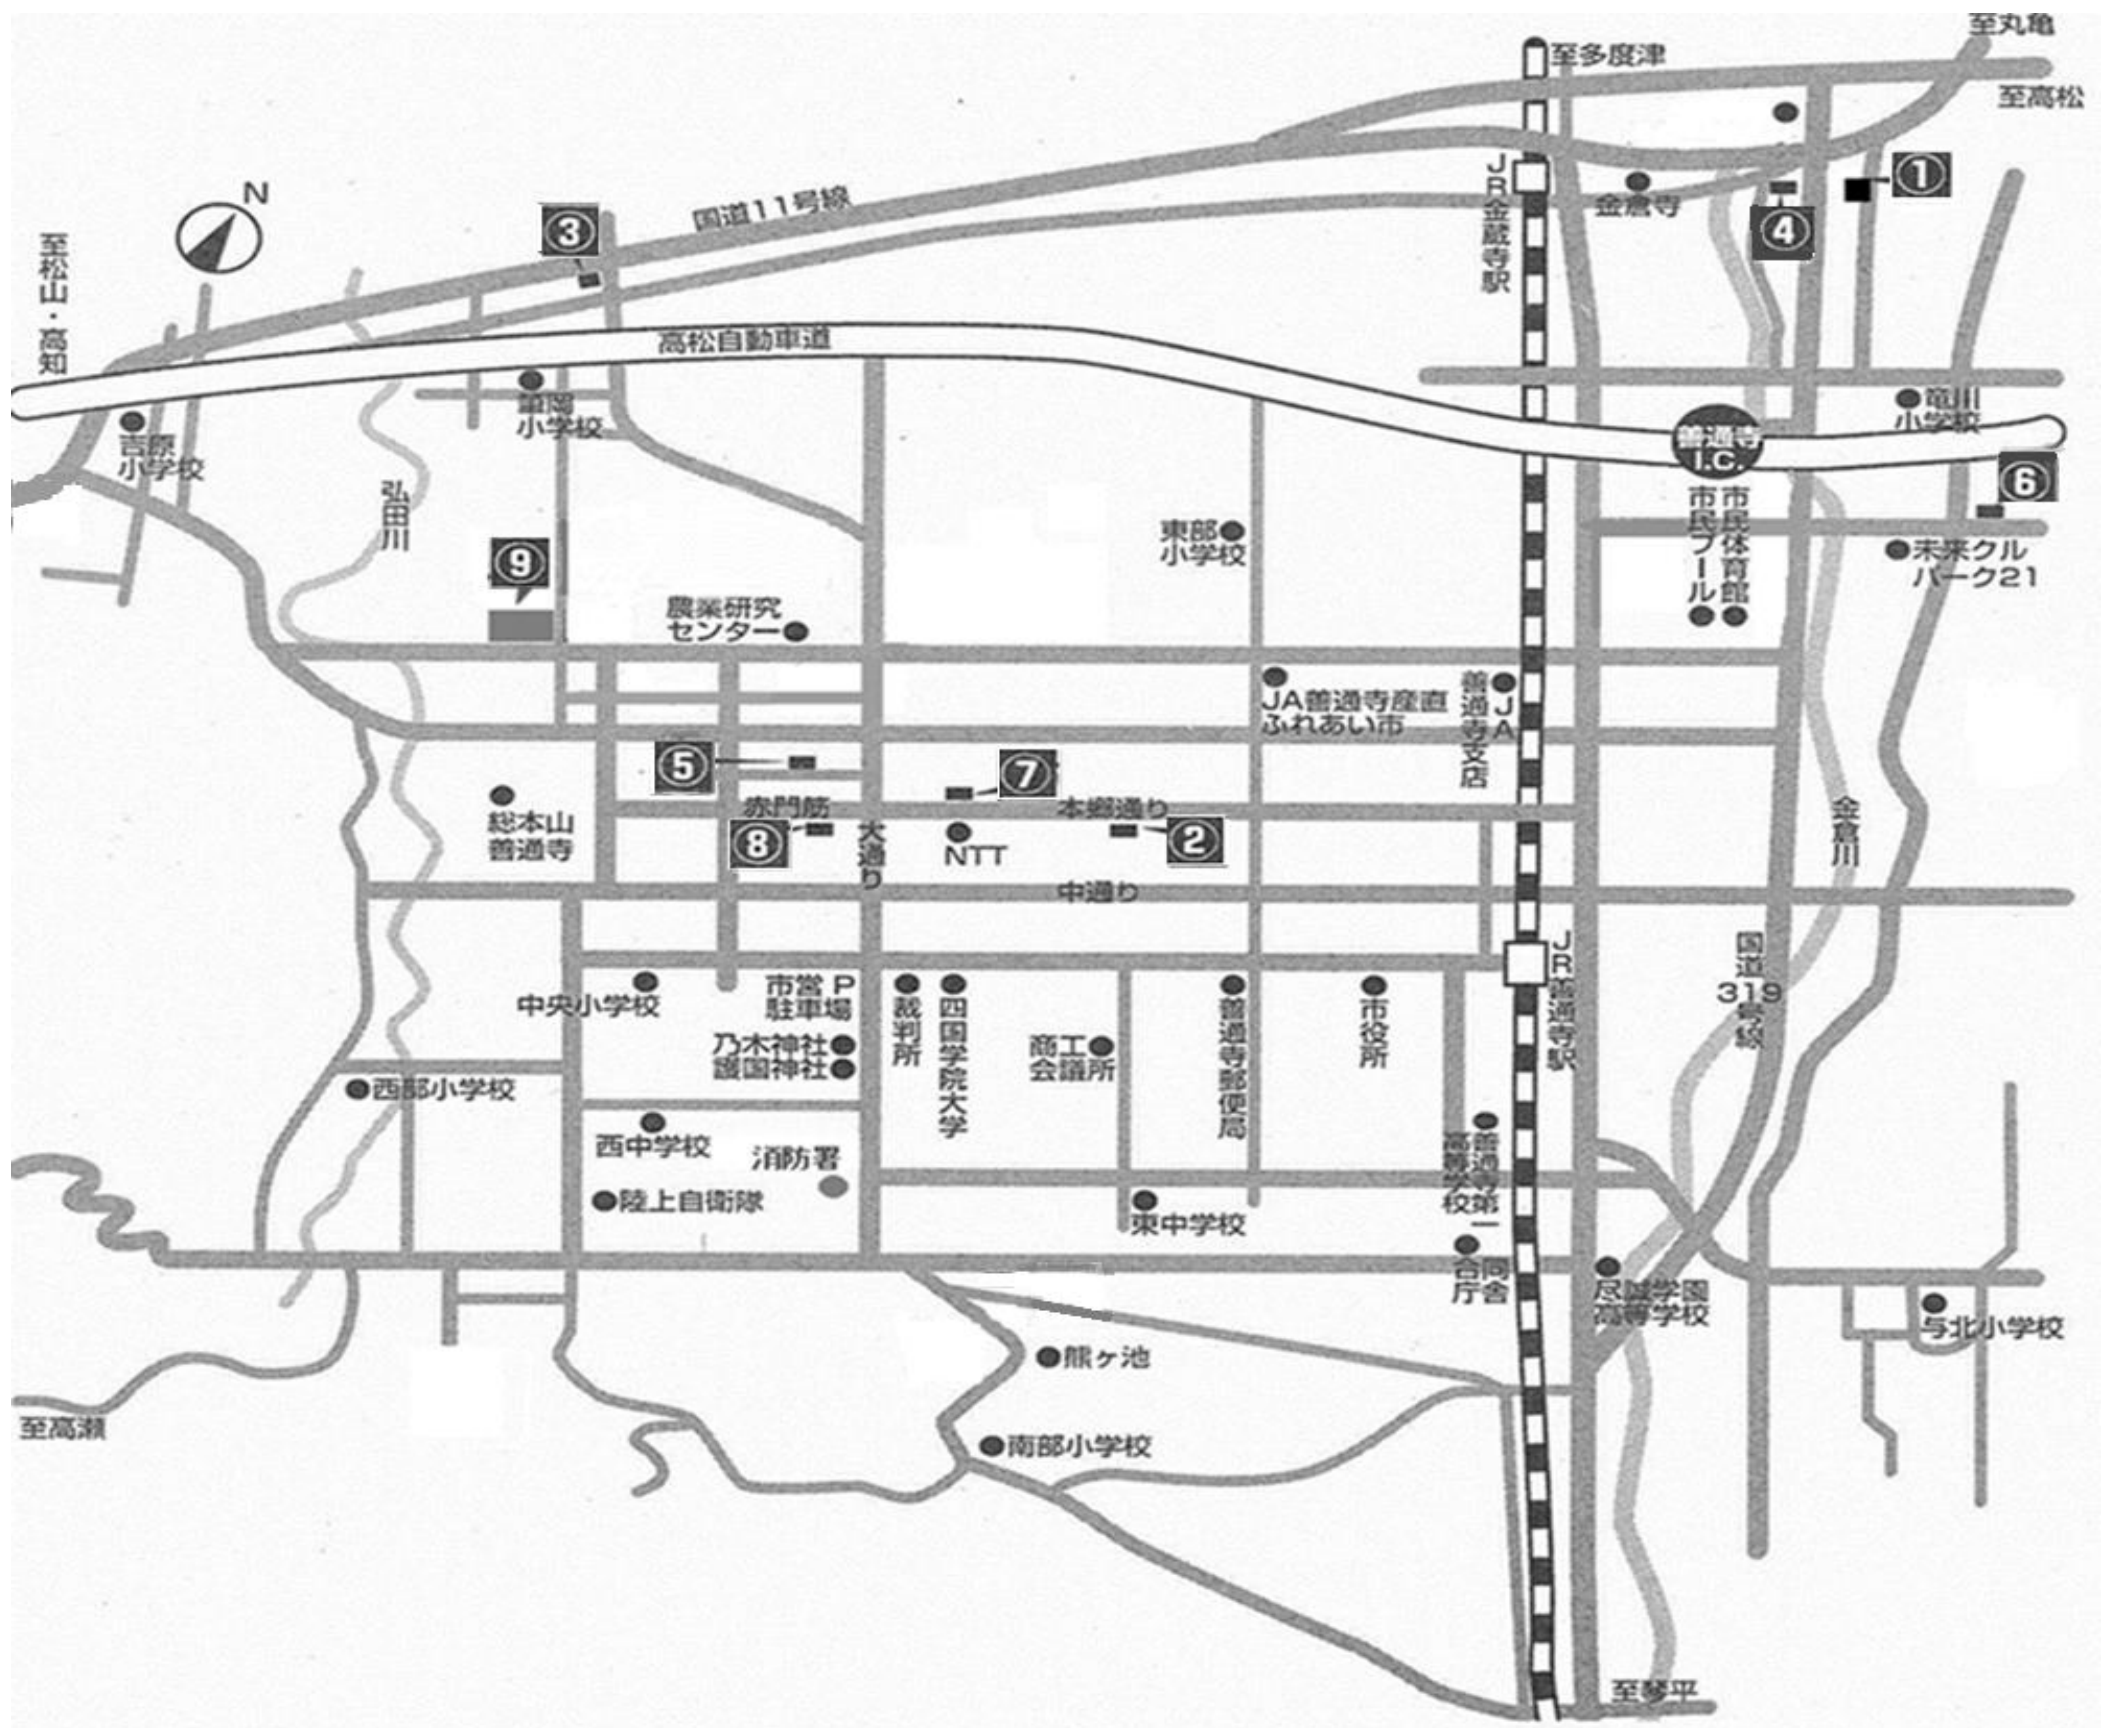 至丸亀
至多度津
至高松
JR金蔵寺駅
①
金倉寺
④
N
国道11号線
③
至松山・高知
高松自動車道
筆岡
小学校
吉原
小学校
竜川
小学校
善通寺
I.C.
⑥
弘田川
市民体育館
市民プール
東部
小学校
未来クル
パーク21
⑨
農業研究
センター
JA善通寺産直
ふれあい市
JA
善通寺支店
⑤
⑦
赤門筋
本郷通り
⑧
大通り
NTT
②
総本山
善通寺
金倉川
中通り
国道319号線
JR善通寺駅
中央小学校
市営P
駐車場
裁判所
四国学院大学
乃木神社
護国神社
商工
会議所
善通寺郵便局
市役所
西部小学校
西中学校
消防署
陸上自衛隊
善通寺第一
高等学校
東中学校
合同
庁舎
尽誠学園
高等学校
与北小学校
熊ヶ池
至高瀬
南部小学校
至琴平